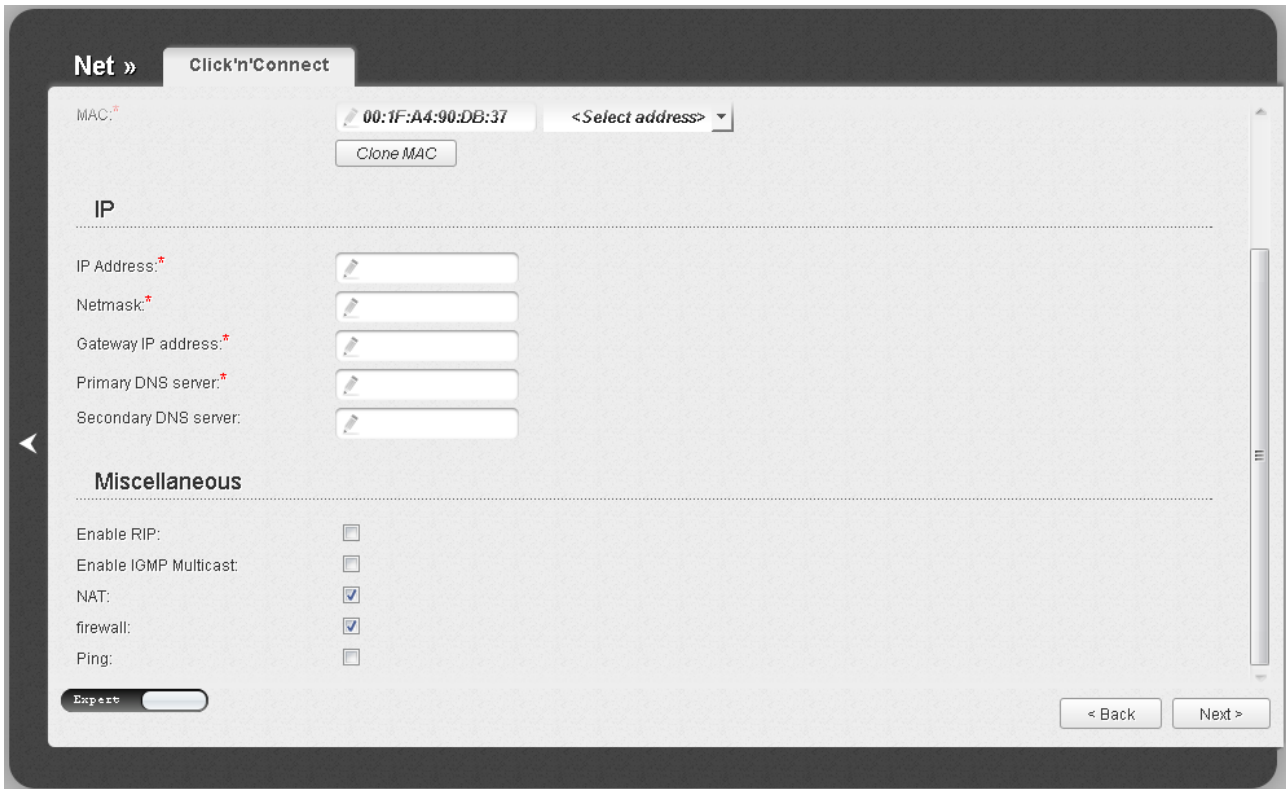 Net » Click'n'Connect
MAC:* 00:1F:A4:90:DB:37 <Select address>
Clone MAC
IP
IP Address:*
Netmask:*
Gateway IP address:*
Primary DNS server:*
Secondary DNS server:
Miscellaneous
Enable RIP:
Enable IGMP Multicast:
NAT:
firewall:
Ping:
Expert
< Back Next >